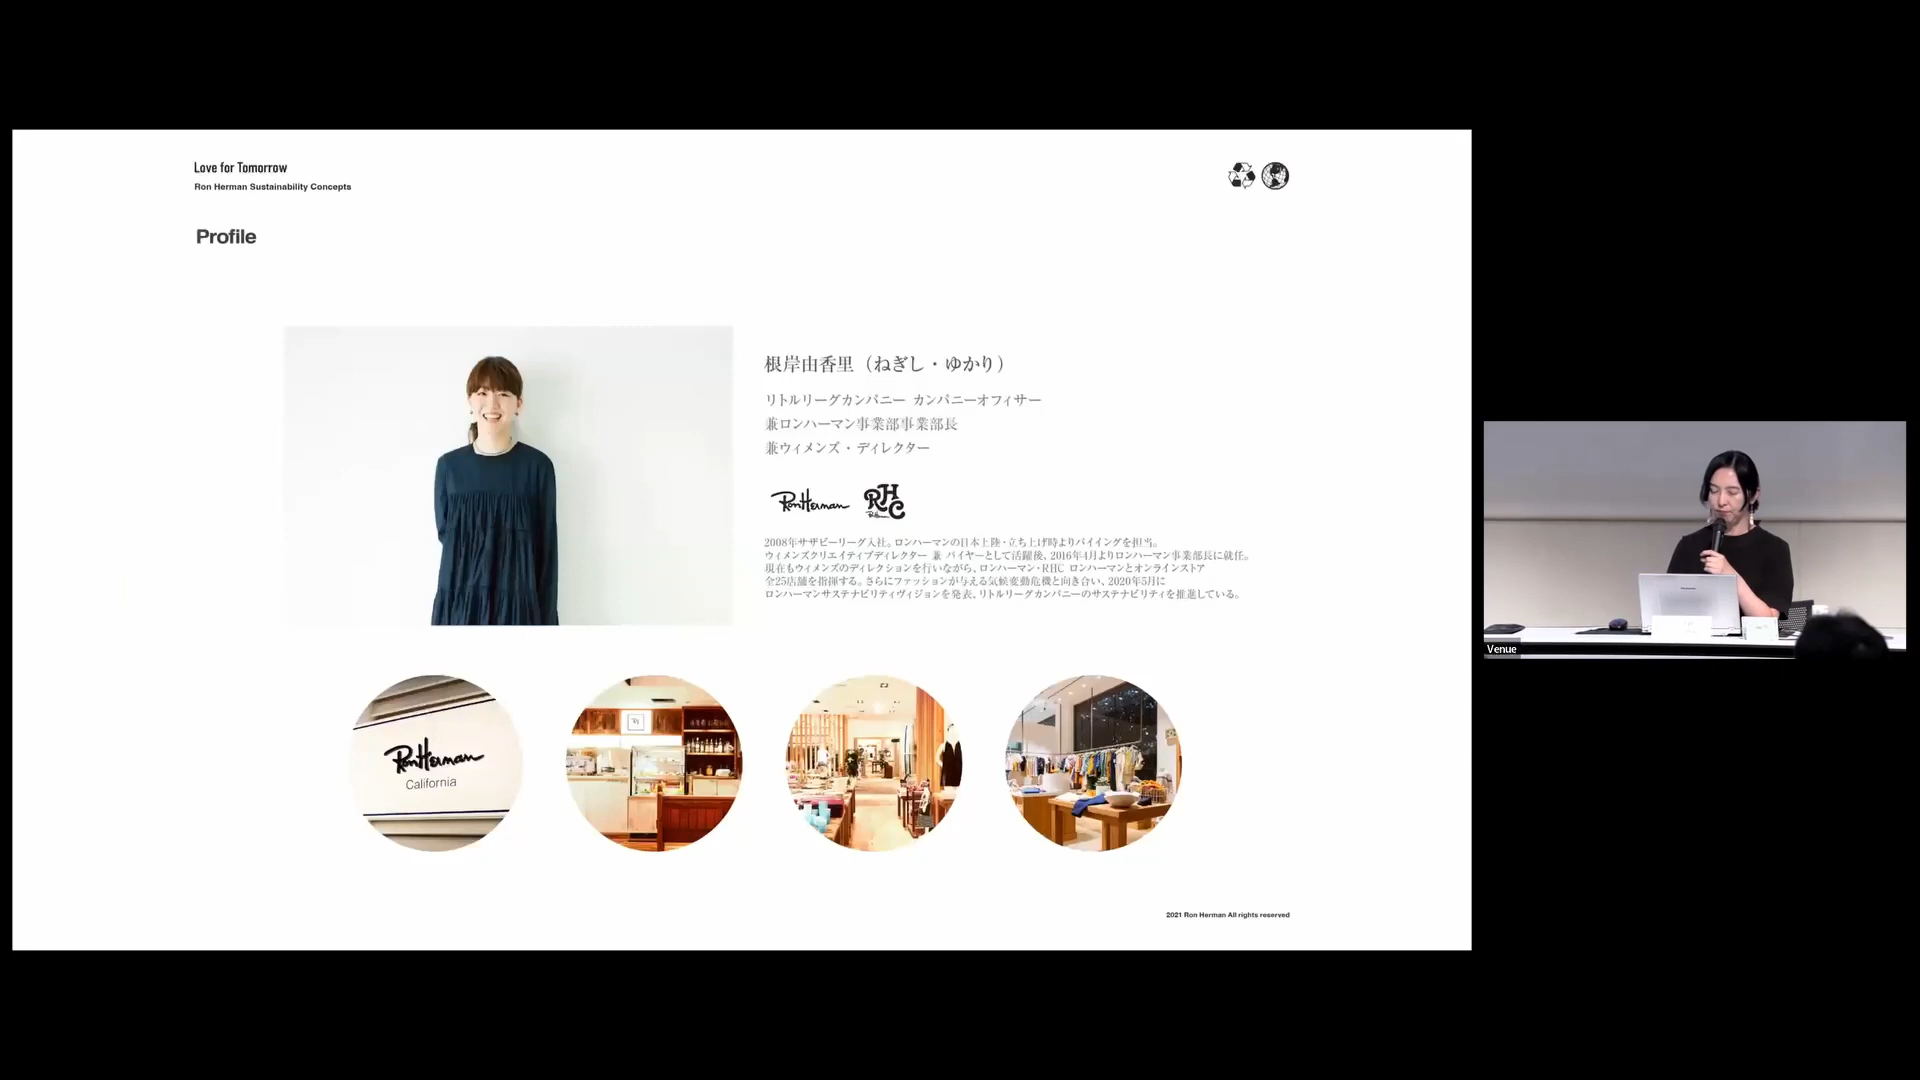 Love for Tomorrow
Ron Herman Sustainability Concepts
Profile
根岸由香里（ねぎし・ゆかり）
リトルリーグカンパニー カンパニーオフィサー
兼ロンハーマン事業部事業部長
兼ウィメンズ・ディレクター
Ron Herman RHC
2008年サザビーリーグ入社。ロンハーマンの日本上陸・立ち上げ時よりバイイングを担当。
ウィメンズクリエイティブディレクター 兼 バイヤーとして活躍後、2016年4月よりロンハーマン事業部長に就任。
現在もウィメンズのディレクションを行いながら、ロンハーマン・RHC ロンハーマンとオンラインストア
全25店舗を指揮する。さらにファッションが与える気候変動危機と向き合い、2020年5月に
ロンハーマンサステナビリティヴィジョンを発表、リトルリーグカンパニーのサステナビリティを推進している。
Ron Herman
California
2021 Ron Herman All rights reserved
Venue